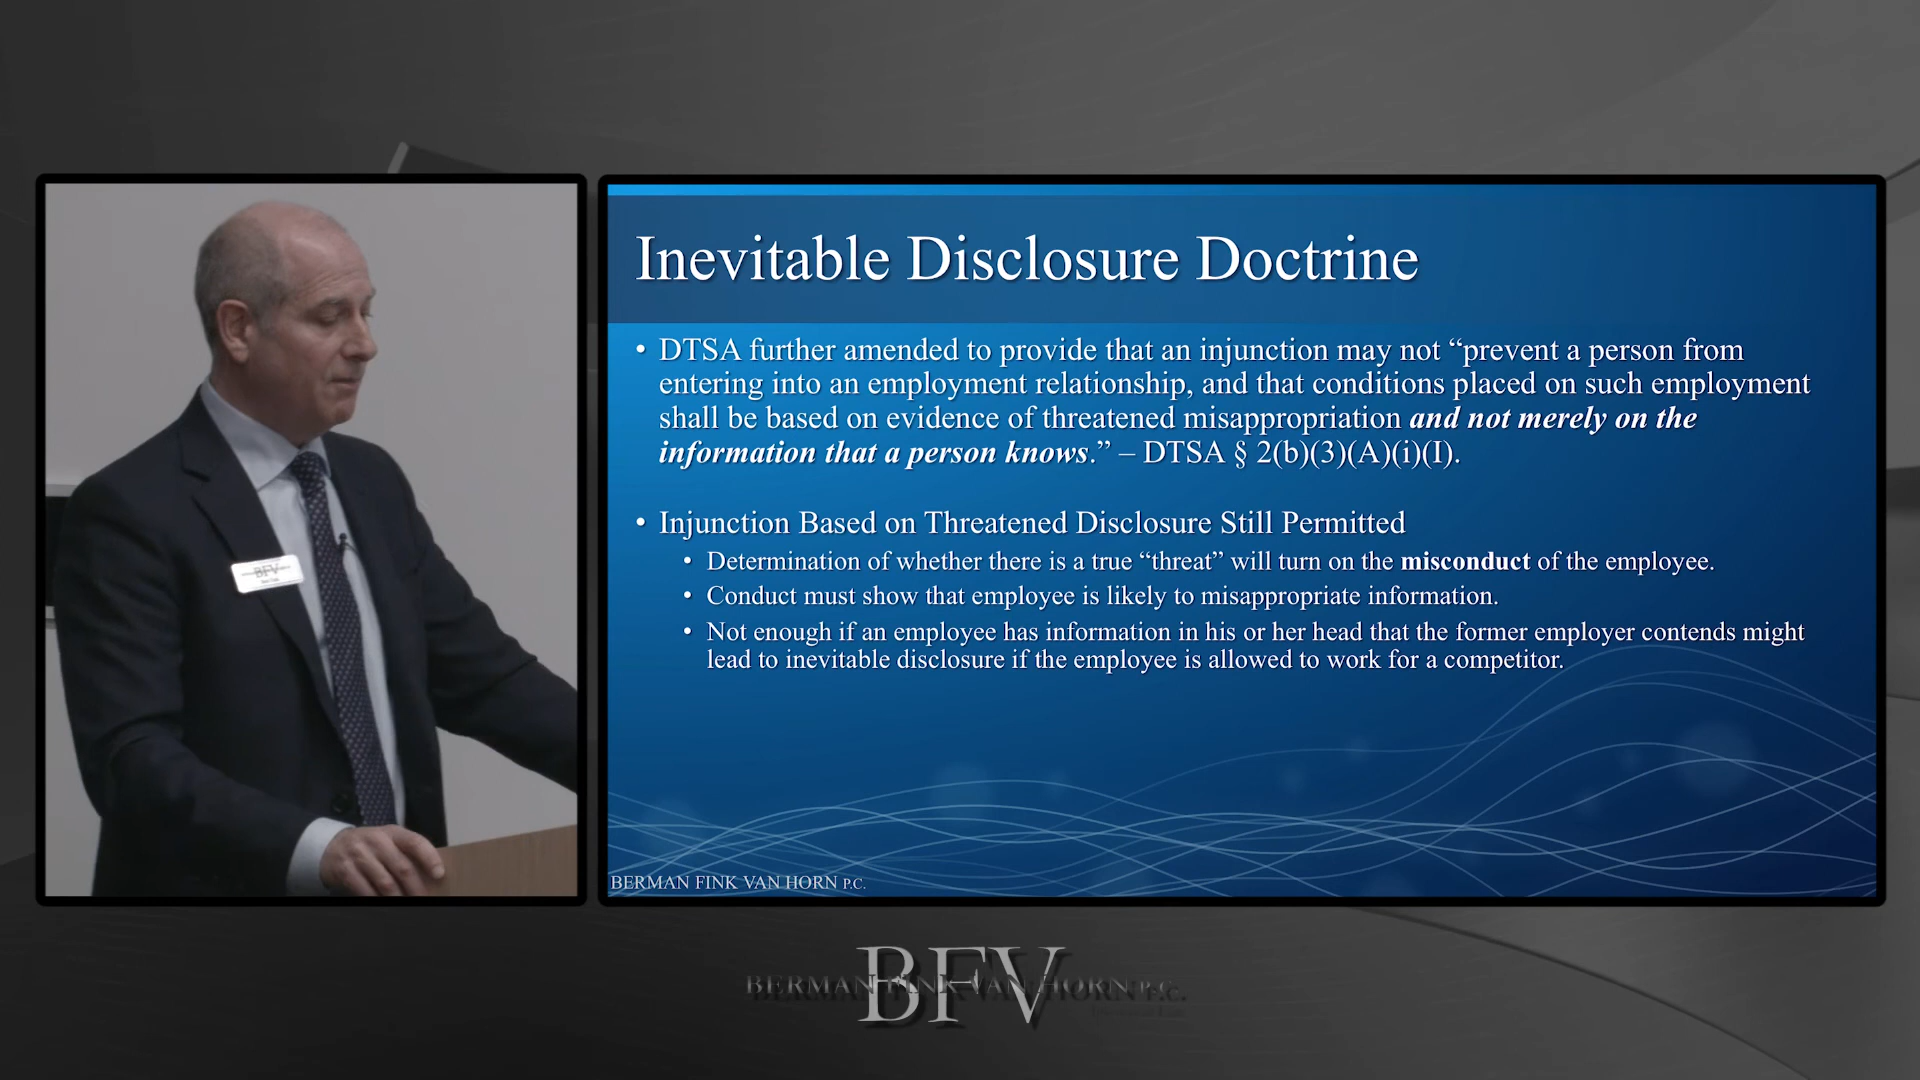 Inevitable Disclosure Doctrine
• DTSA further amended to provide that an injunction may not “prevent a person from
entering into an employment relationship, and that conditions placed on such employment
shall be based on evidence of threatened misappropriation and not merely on the
information that a person knows.” – DTSA § 2(b)(3)(A)(i)(I).
• Injunction Based on Threatened Disclosure Still Permitted
• Determination of whether there is a true “threat” will turn on the misconduct of the employee.
• Conduct must show that employee is likely to misappropriate information.
• Not enough if an employee has information in his or her head that the former employer contends might
lead to inevitable disclosure if the employee is allowed to work for a competitor.
BERMAN FINK VAN HORN P.C.
BFV
BFV
BERMAN FINK VAN HORN P.C.